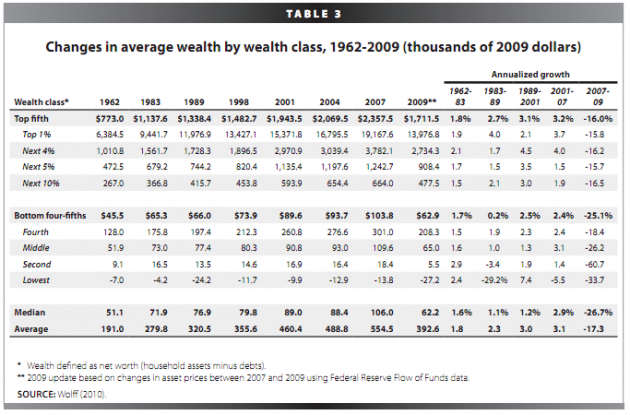 TABLE 3
Changes in average wealth by wealth class, 1962-2009 (thousands of 2009 dollars)
Annualized growth
Wealth class* 1962 1983 1989 1998 2001 2004 2007 2009** 1962-83 1983-89 1989-2001 2001-07 2007-09
Top fifth $773.0 $1,137.6 $1,338.4 $1,482.7 $1,943.5 $2,069.5 $2,357.5 $1,711.5 1.8% 2.7% 3.1% 3.2% -16.0%
Top 1% 6,384.5 9,441.7 11,976.9 13,427.1 15,371.8 16,795.5 19,167.6 13,976.8 1.9 4.0 2.1 3.7 -15.8
Next 4% 1,010.8 1,561.7 1,728.3 1,896.5 2,970.9 3,039.4 3,782.1 2,734.3 2.1 1.7 4.5 4.0 -16.2
Next 5% 472.5 679.2 744.2 820.4 1,135.4 1,197.6 1,242.7 908.4 1.7 1.5 3.5 1.5 -15.7
Next 10% 267.0 366.8 415.7 453.8 593.9 654.4 664.0 477.5 1.5 2.1 3.0 1.9 -16.5
Bottom four-fifths $45.5 $65.3 $66.0 $73.9 $89.6 $93.7 $103.8 $62.9 1.7% 0.2% 2.5% 2.4% -25.1%
Fourth 128.0 175.8 197.4 212.3 260.8 276.6 301.0 208.3 1.5 1.9 2.3 2.4 -18.4
Middle 51.9 73.0 77.4 80.3 90.8 93.0 109.6 65.0 1.6 1.0 1.3 3.1 -26.2
Second 9.1 16.5 13.5 14.6 16.9 16.4 18.4 5.5 2.9 -3.4 1.9 1.4 -60.7
Lowest -7.0 -4.2 -24.2 -11.7 -9.9 -12.9 -13.8 -27.2 2.4 -29.2% 7.4 -5.5 -33.7
Median 51.1 71.9 76.9 79.8 89.0 88.4 106.0 62.2 1.6% 1.1% 1.2% 2.9% -26.7%
Average 191.0 279.8 320.5 355.6 460.4 488.8 554.5 392.6 1.8 2.3 3.0 3.1 -17.3
* Wealth defined as net worth (household assets minus debts).
** 2009 update based on changes in asset prices between 2007 and 2009 using Federal Reserve Flow of Funds data.
SOURCE: Wolff (2010).